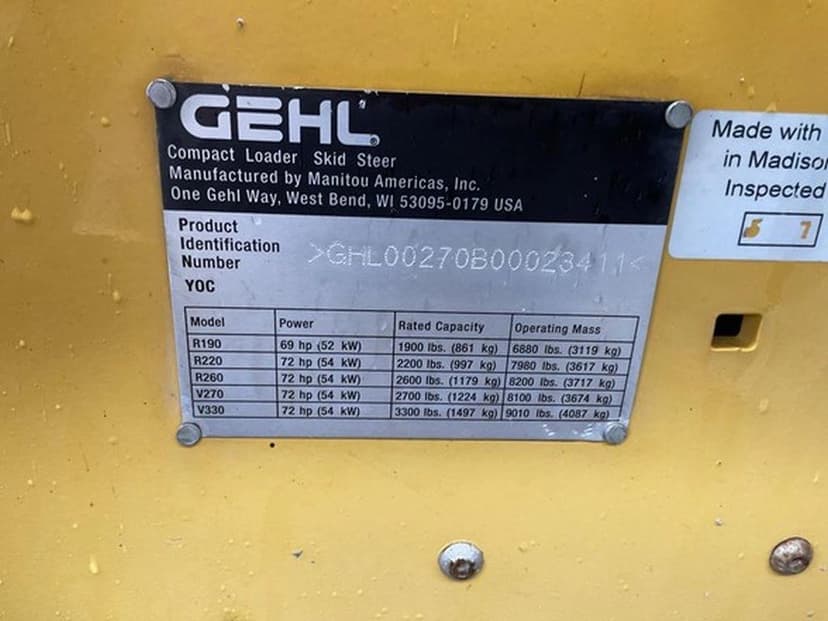 GEHL
Compact Loader Skid Steer
Manufactured by Manitou Americas, Inc.
One Gehl Way, West Bend, WI 53095-0179 USA
Product
Identification
Number
>GHL00270B00023411<
YOC
Model Power Rated Capacity Operating Mass
R190 69 hp (52 kW) 1900 lbs. (861 kg) 6880 lbs. (3119 kg)
R220 72 hp (54 kW) 2200 lbs. (997 kg) 7980 lbs. (3617 kg)
R260 72 hp (54 kW) 2600 lbs. (1179 kg) 8200 lbs. (3717 kg)
V270 72 hp (54 kW) 2700 lbs. (1224 kg) 8100 lbs. (3674 kg)
V330 72 hp (54 kW) 3300 lbs. (1497 kg) 9010 lbs. (4087 kg)
Made with
in Madison
Inspected
7